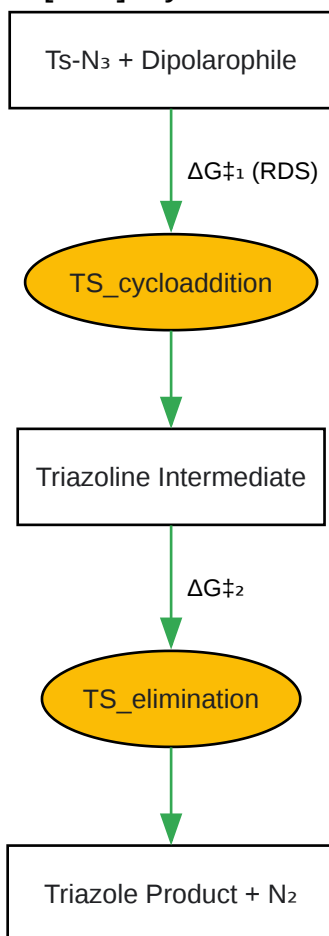 Ts-N₃ + Dipolarophile
ΔG‡₁ (RDS)
TS_cycloaddition
Triazoline Intermediate
ΔG‡₂
TS_elimination
Triazole Product + N₂